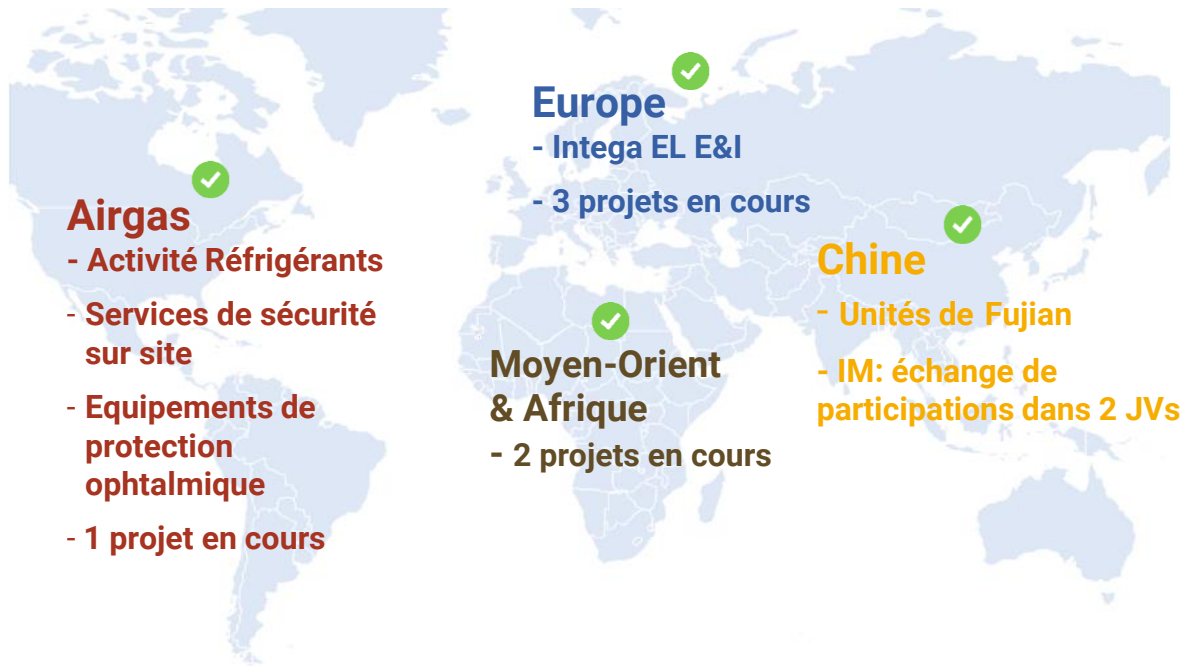 Europe
- Intega EL E&I
- 3 projets en cours
Airgas
- Activité Réfrigérants
- Services de sécurité
sur site
- Equipements de
protection
ophtalmique
- 1 projet en cours
Chine
- Unités de Fujian
- IM: échange de
participations dans 2 JVs
Moyen-Orient
& Afrique
- 2 projets en cours